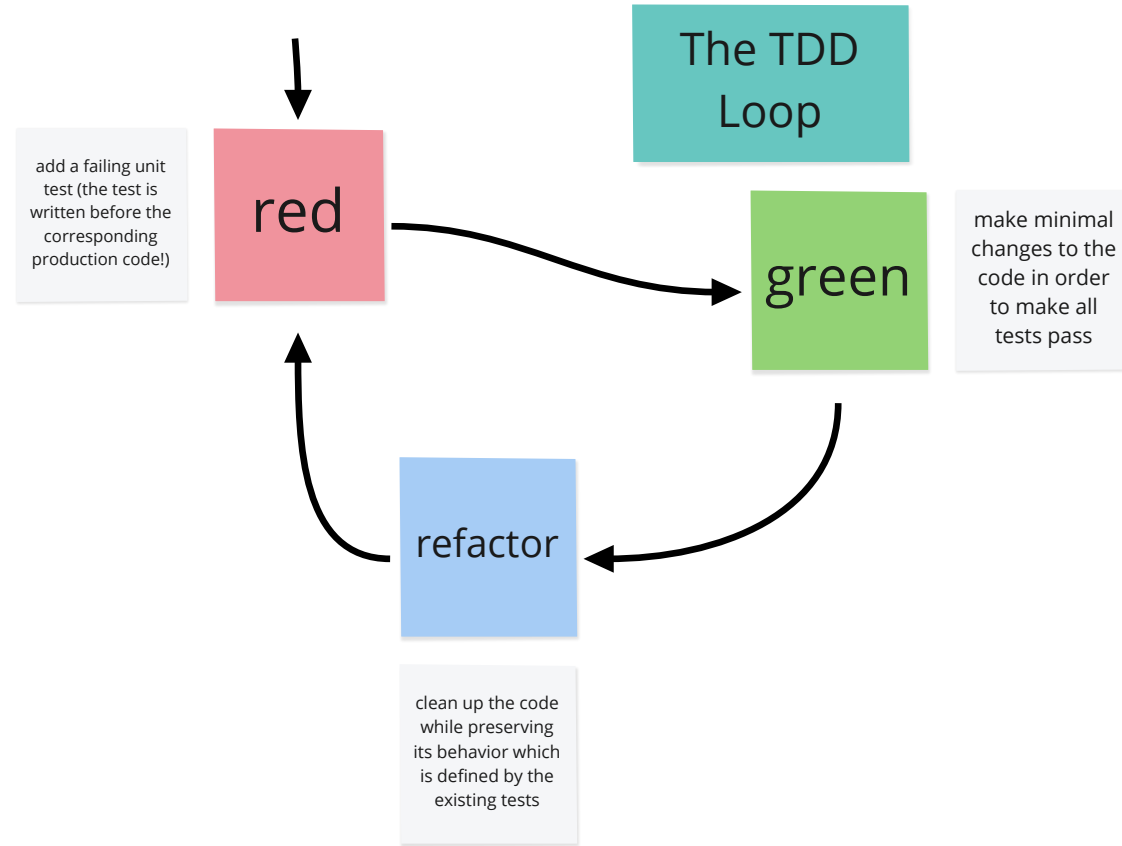 The TDD
Loop
add a failing unit
test (the test is
written before the
corresponding
production code!)
red
green
make minimal
changes to the
code in order
to make all
tests pass
refactor
clean up the code
while preserving
its behavior which
is defined by the
existing tests